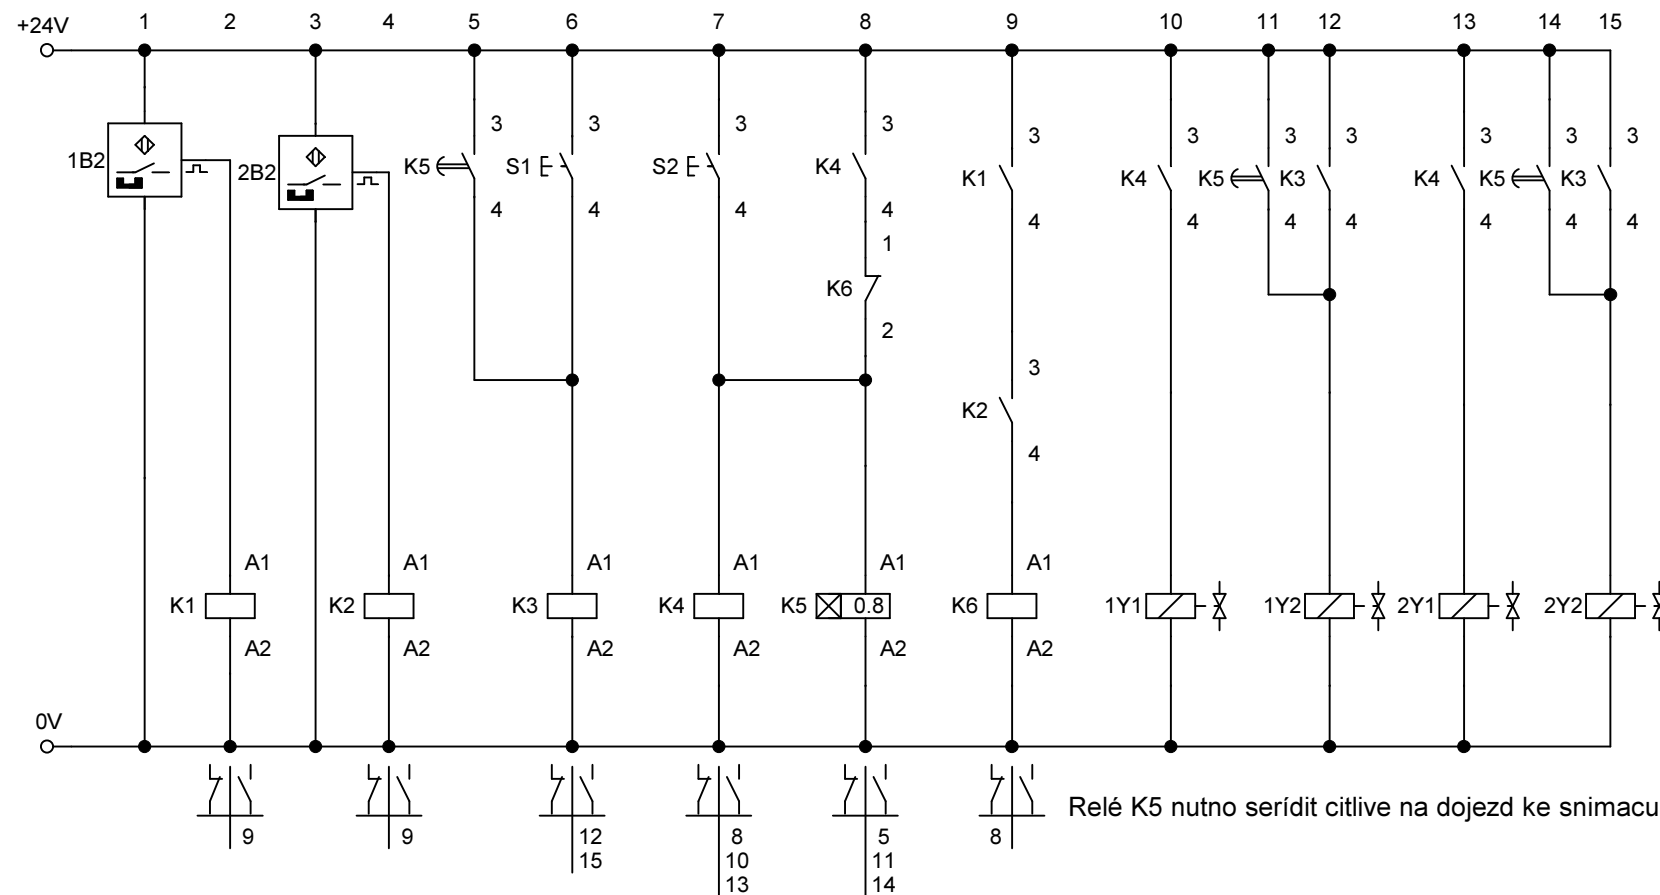 +24V 1 2 3 4 5 6 7 8 9 10 11 12 13 14 15
3 3 3 3 3 3 3 3 3 3 3
1B2 2B2 K5 S1 S2 K4 K1 K4 K5 K3 K4 K5 K3
4 4 4 4 4 4 4 4 4 4 4
1
K6
2
3
K2
4
A1 A1 A1 A1 A1 A1
K1 K2 K3 K4 K5 0.8 K6 1Y1 1Y2 2Y1 2Y2
A2 A2 A2 A2 A2 A2
0V
Relé K5 nutno serídit citlive na dojezd ke snimacu
9 9 12 8 5 8
15 10 11
13 14